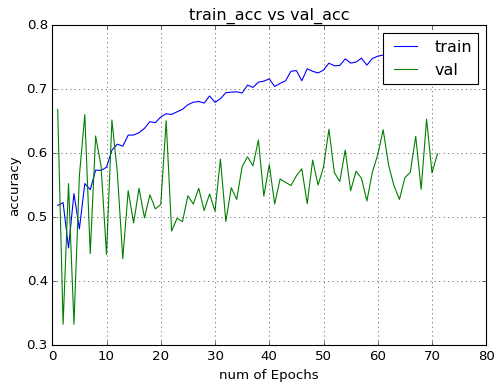 train_acc vs val_acc
0.8
0.7
0.6
0.5
0.4
0.3
accuracy
train
val
0 10 20 30 40 50 60 70 80
num of Epochs